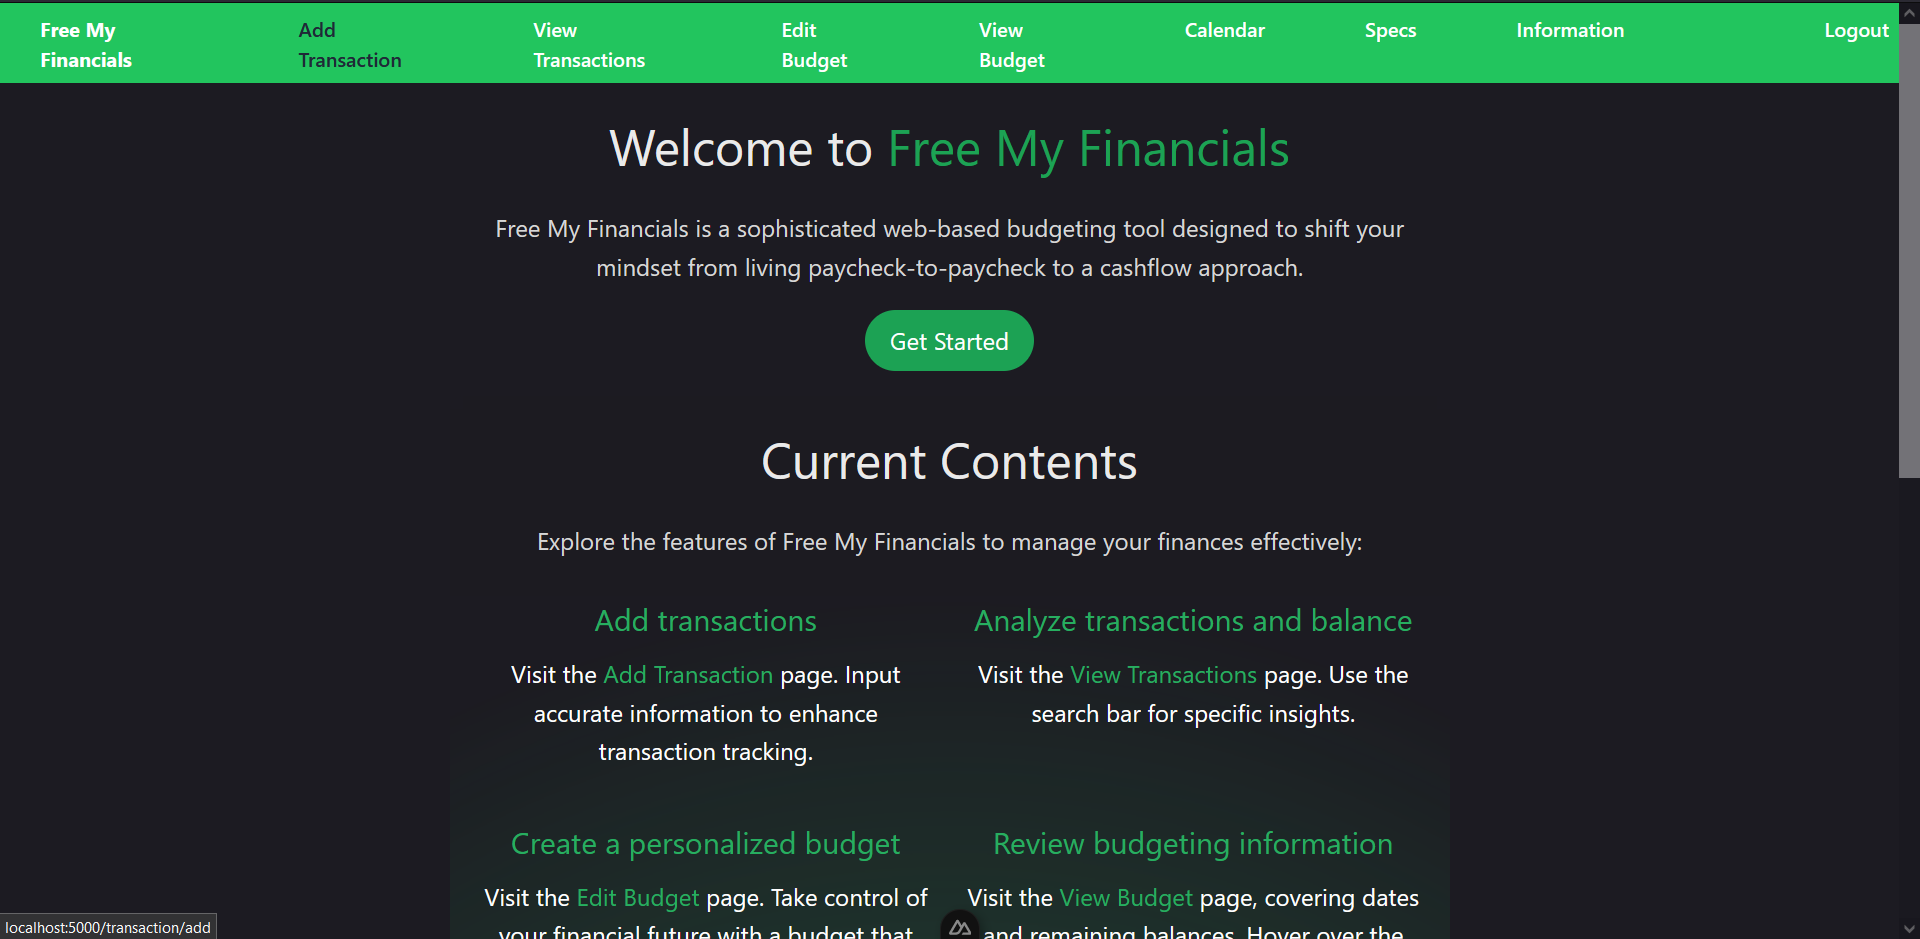 Free My
Financials
Add
Transaction
View
Transactions
Edit
Budget
View
Budget
Calendar
Specs
Information
Logout
Welcome to Free My Financials
Free My Financials is a sophisticated web-based budgeting tool designed to shift your
mindset from living paycheck-to-paycheck to a cashflow approach.
Get Started
Current Contents
Explore the features of Free My Financials to manage your finances effectively:
Add transactions
Visit the Add Transaction page. Input
accurate information to enhance
transaction tracking.
Analyze transactions and balance
Visit the View Transactions page. Use the
search bar for specific insights.
Create a personalized budget
Visit the Edit Budget page. Take control of
your financial future with a budget that
Review budgeting information
Visit the View Budget page, covering dates
and remaining balances. Hover over the
localhost:5000/transaction/add